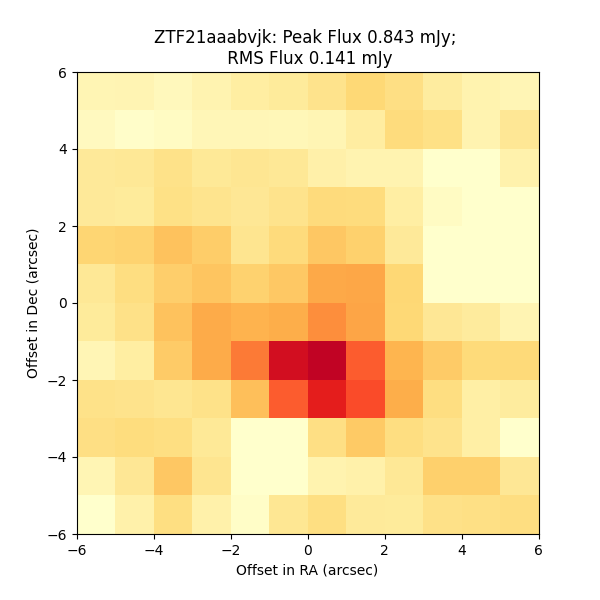 ZTF21aaabvjk: Peak Flux 0.843 mJy;
RMS Flux 0.141 mJy
6
4
2
0
−2
−4
−6
Offset in Dec (arcsec)
−6 −4 −2 0 2 4 6
Offset in RA (arcsec)